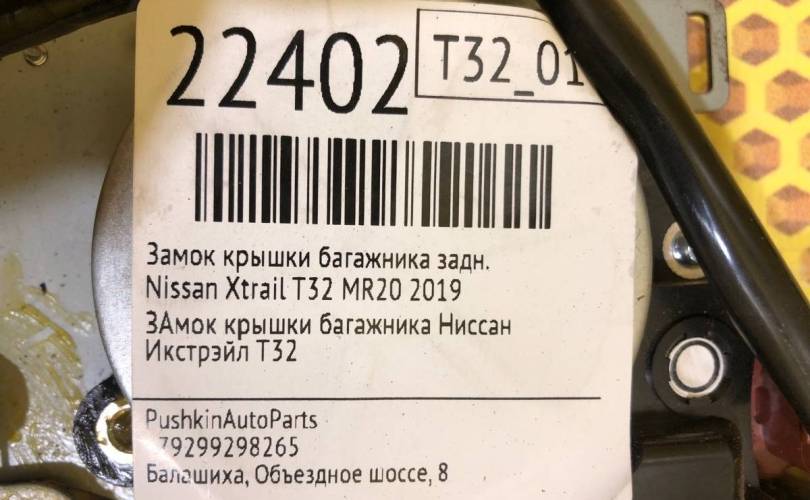 22402
T32_01
Замок крышки багажника задн.
Nissan Xtrail T32 MR20 2019
ЗАмок крышки багажника Ниссан
Икстрэйл Т32
PushkinAutoParts
79299298265
Балашиха, Объездное шоссе, 8